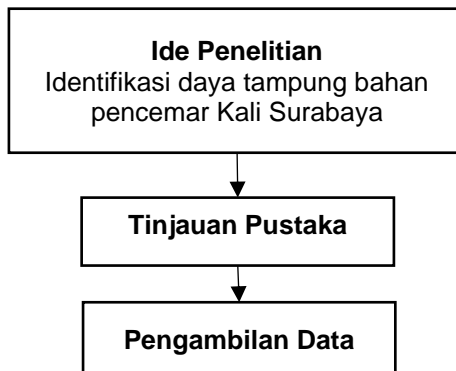 Ide Penelitian
Identifikasi daya tampung bahan
pencemar Kali Surabaya
Tinjauan Pustaka
Pengambilan Data